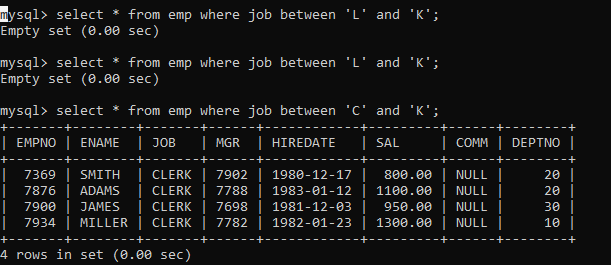 mysql> select * from emp where job between 'L' and 'K';
Empty set (0.00 sec)
mysql> select * from emp where job between 'L' and 'K';
Empty set (0.00 sec)
mysql> select * from emp where job between 'C' and 'K';
+-------+--------+-------+------+------------+---------+------+--------+
| EMPNO | ENAME | JOB | MGR | HIREDATE | SAL | COMM | DEPTNO |
+-------+--------+-------+------+------------+---------+------+--------+
| 7369 | SMITH | CLERK | 7902 | 1980-12-17 | 800.00 | NULL | 20 |
| 7876 | ADAMS | CLERK | 7788 | 1983-01-12 | 1100.00 | NULL | 20 |
| 7900 | JAMES | CLERK | 7698 | 1981-12-03 | 950.00 | NULL | 30 |
| 7934 | MILLER | CLERK | 7782 | 1982-01-23 | 1300.00 | NULL | 10 |
+-------+--------+-------+------+------------+---------+------+--------+
4 rows in set (0.00 sec)